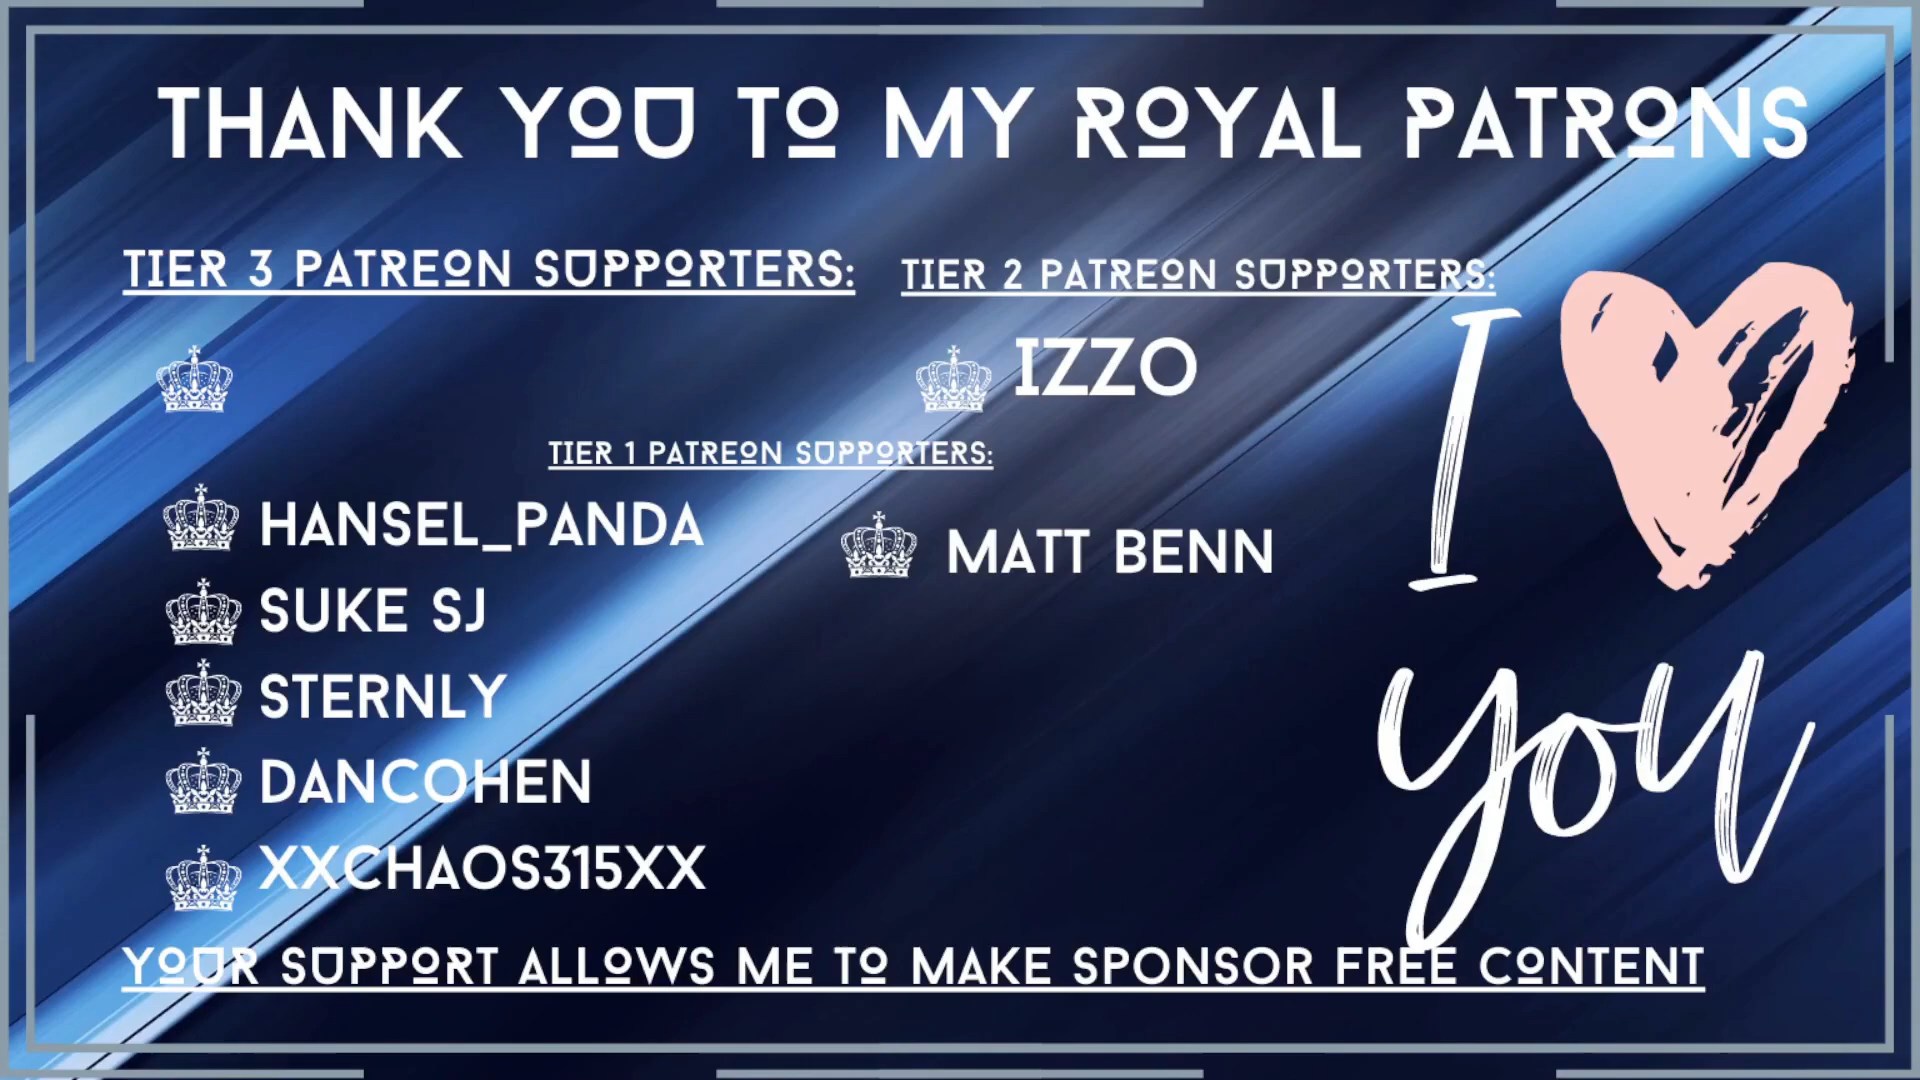 THANK YOU TO MY ROYAL PATRONS
TIER 3 PATREON SUPPORTERS:
TIER 2 PATREON SUPPORTERS:
IZZO
TIER 1 PATREON SUPPORTERS:
HANSEL_PANDA
MATT BENN
SUKE SJ
STERNLY
DANCOHEN
XXCHAOS315XX
I
you
YOUR SUPPORT ALLOWS ME TO MAKE SPONSOR FREE CONTENT